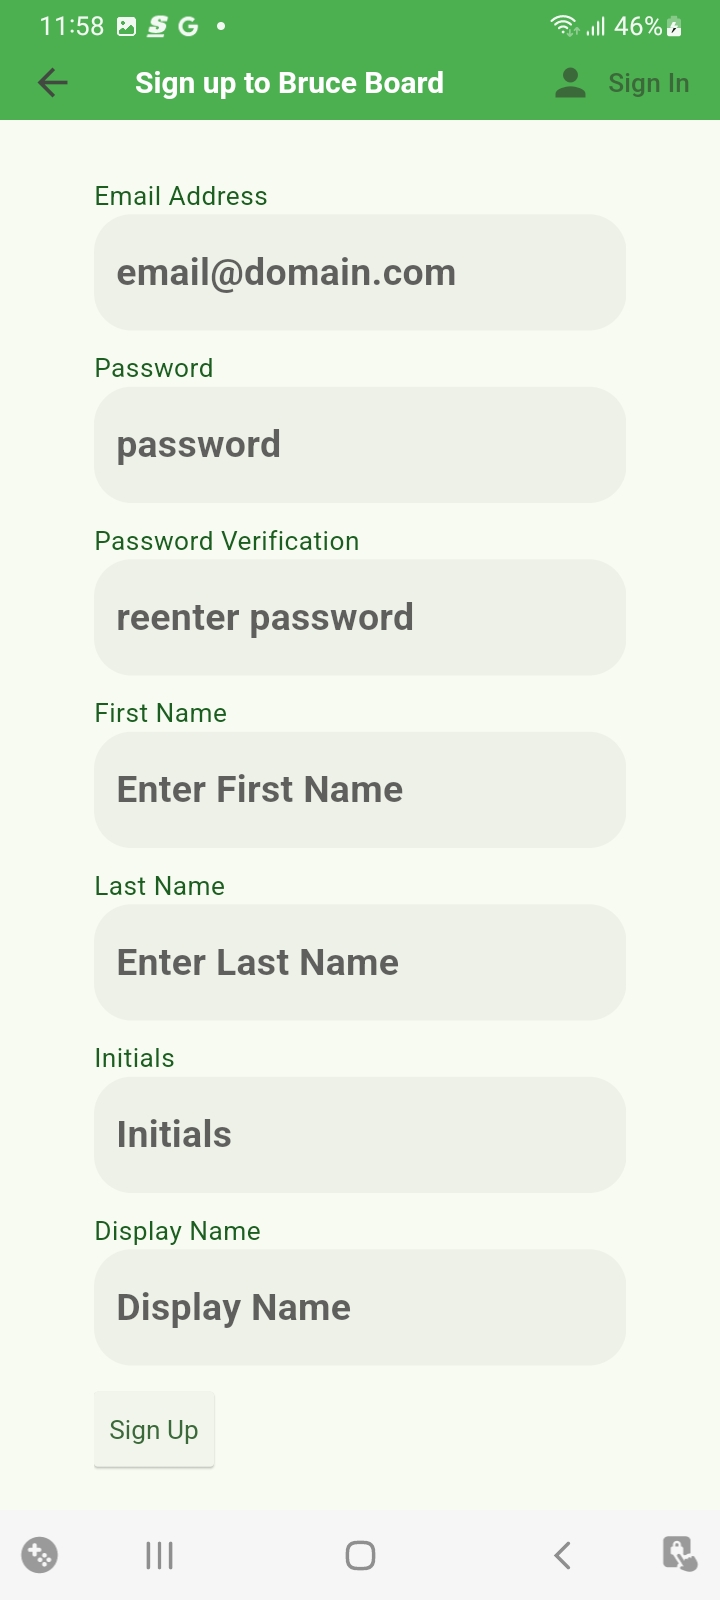 11:58 46%
Sign up to Bruce Board Sign In
Email Address
email@domain.com
Password
password
Password Verification
reenter password
First Name
Enter First Name
Last Name
Enter Last Name
Initials
Initials
Display Name
Display Name
Sign Up